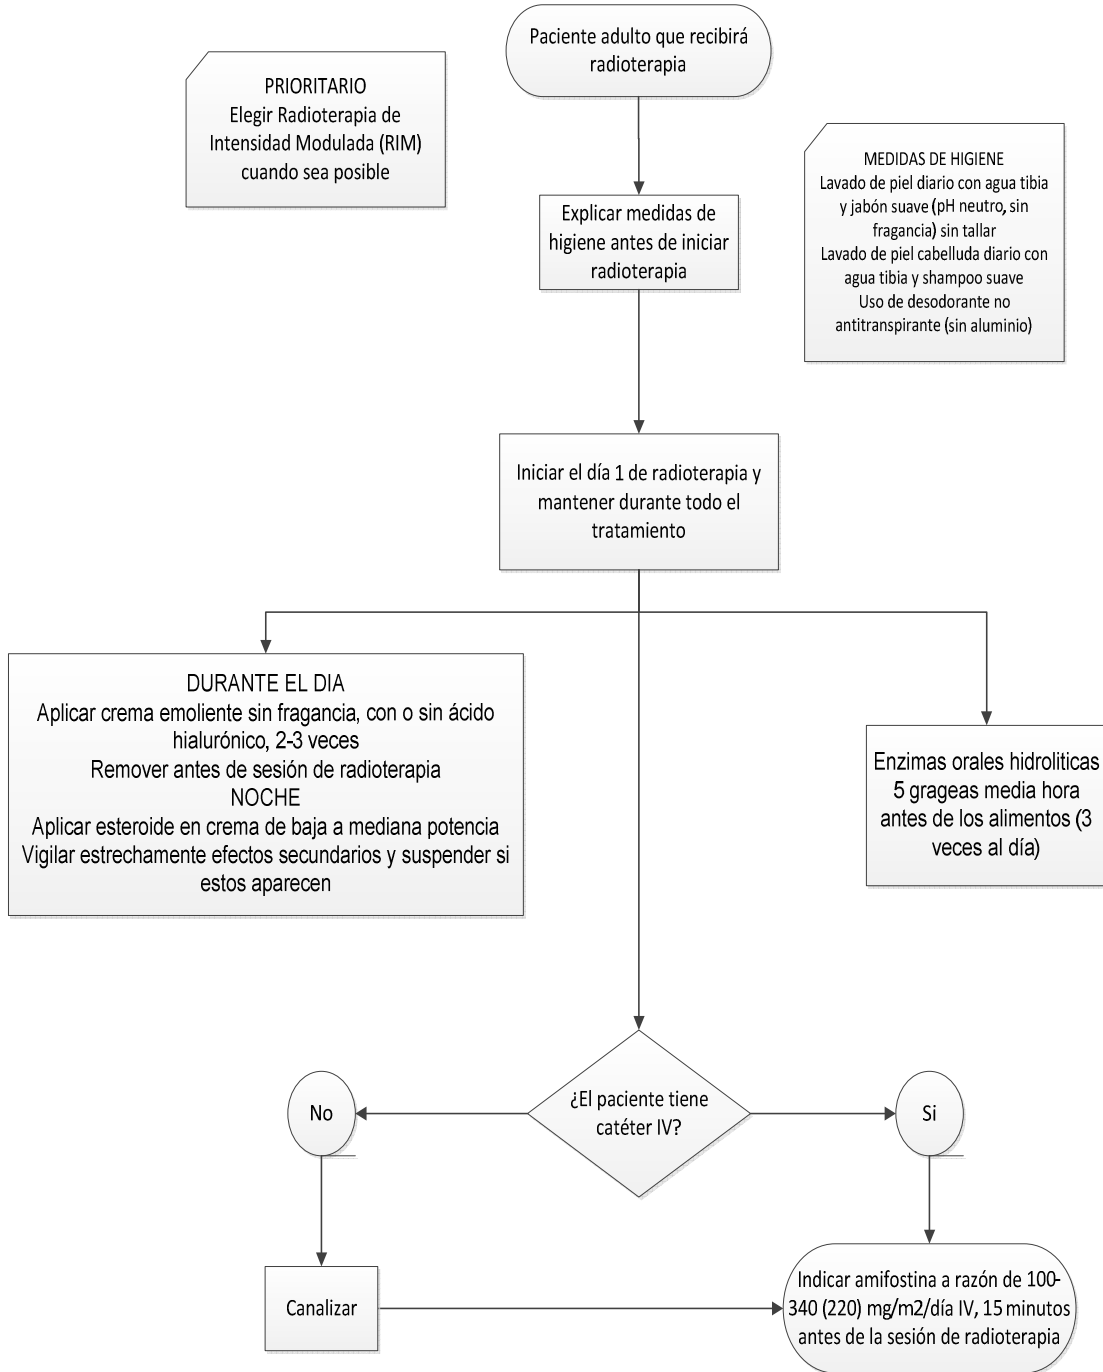 Paciente adulto que recibirá
radioterapia
PRIORITARIO
Elegir Radioterapia de
Intensidad Modulada (RIM)
cuando sea posible
MEDIDAS DE HIGIENE
Lavado de piel diario con agua tibia
y jabón suave (pH neutro, sin
fragancia) sin tallar
Lavado de piel cabelluda diario con
agua tibia y shampoo suave
Uso de desodorante no
antitranspirante (sin aluminio)
Explicar medidas de
higiene antes de iniciar
radioterapia
Iniciar el día 1 de radioterapia y
mantener durante todo el
tratamiento
DURANTE EL DIA
Aplicar crema emoliente sin fragancia, con o sin ácido
hialurónico, 2-3 veces
Remover antes de sesión de radioterapia
NOCHE
Aplicar esteroide en crema de baja a mediana potencia
Vigilar estrechamente efectos secundarios y suspender si
estos aparecen
Enzimas orales hidroliticas
5 grageas media hora
antes de los alimentos (3
veces al día)
¿El paciente tiene
catéter IV?
No
Si
Canalizar
Indicar amifostina a razón de 100-
340 (220) mg/m2/día IV, 15 minutos
antes de la sesión de radioterapia